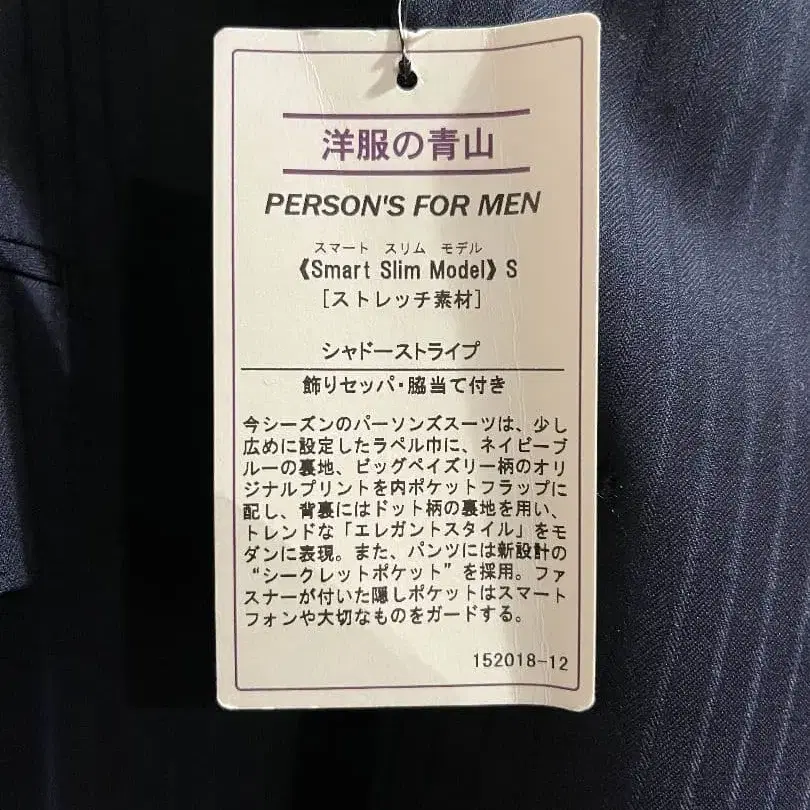 洋服の青山
PERSON'S FOR MEN
スマート スリム モデル
《Smart Slim Model》S
[ストレッチ素材]
シャドーストライプ
飾りセッパ・脇当て付き
今シーズンのパーソンズスーツは、少し
広めに設定したラペル巾に、ネイビーブ
ルーの裏地、ビッグペイズリー柄のオリ
ジナルプリントを内ポケットフラップに
配し、背裏にはドット柄の裏地を用い、
トレンドな「エレガントスタイル」をモ
ダンに表現。また、パンツには新設計の
“シークレットポケット”を採用。ファ
スナーが付いた隠しポケットはスマート
フォンや大切なものをガードする。
152018-12